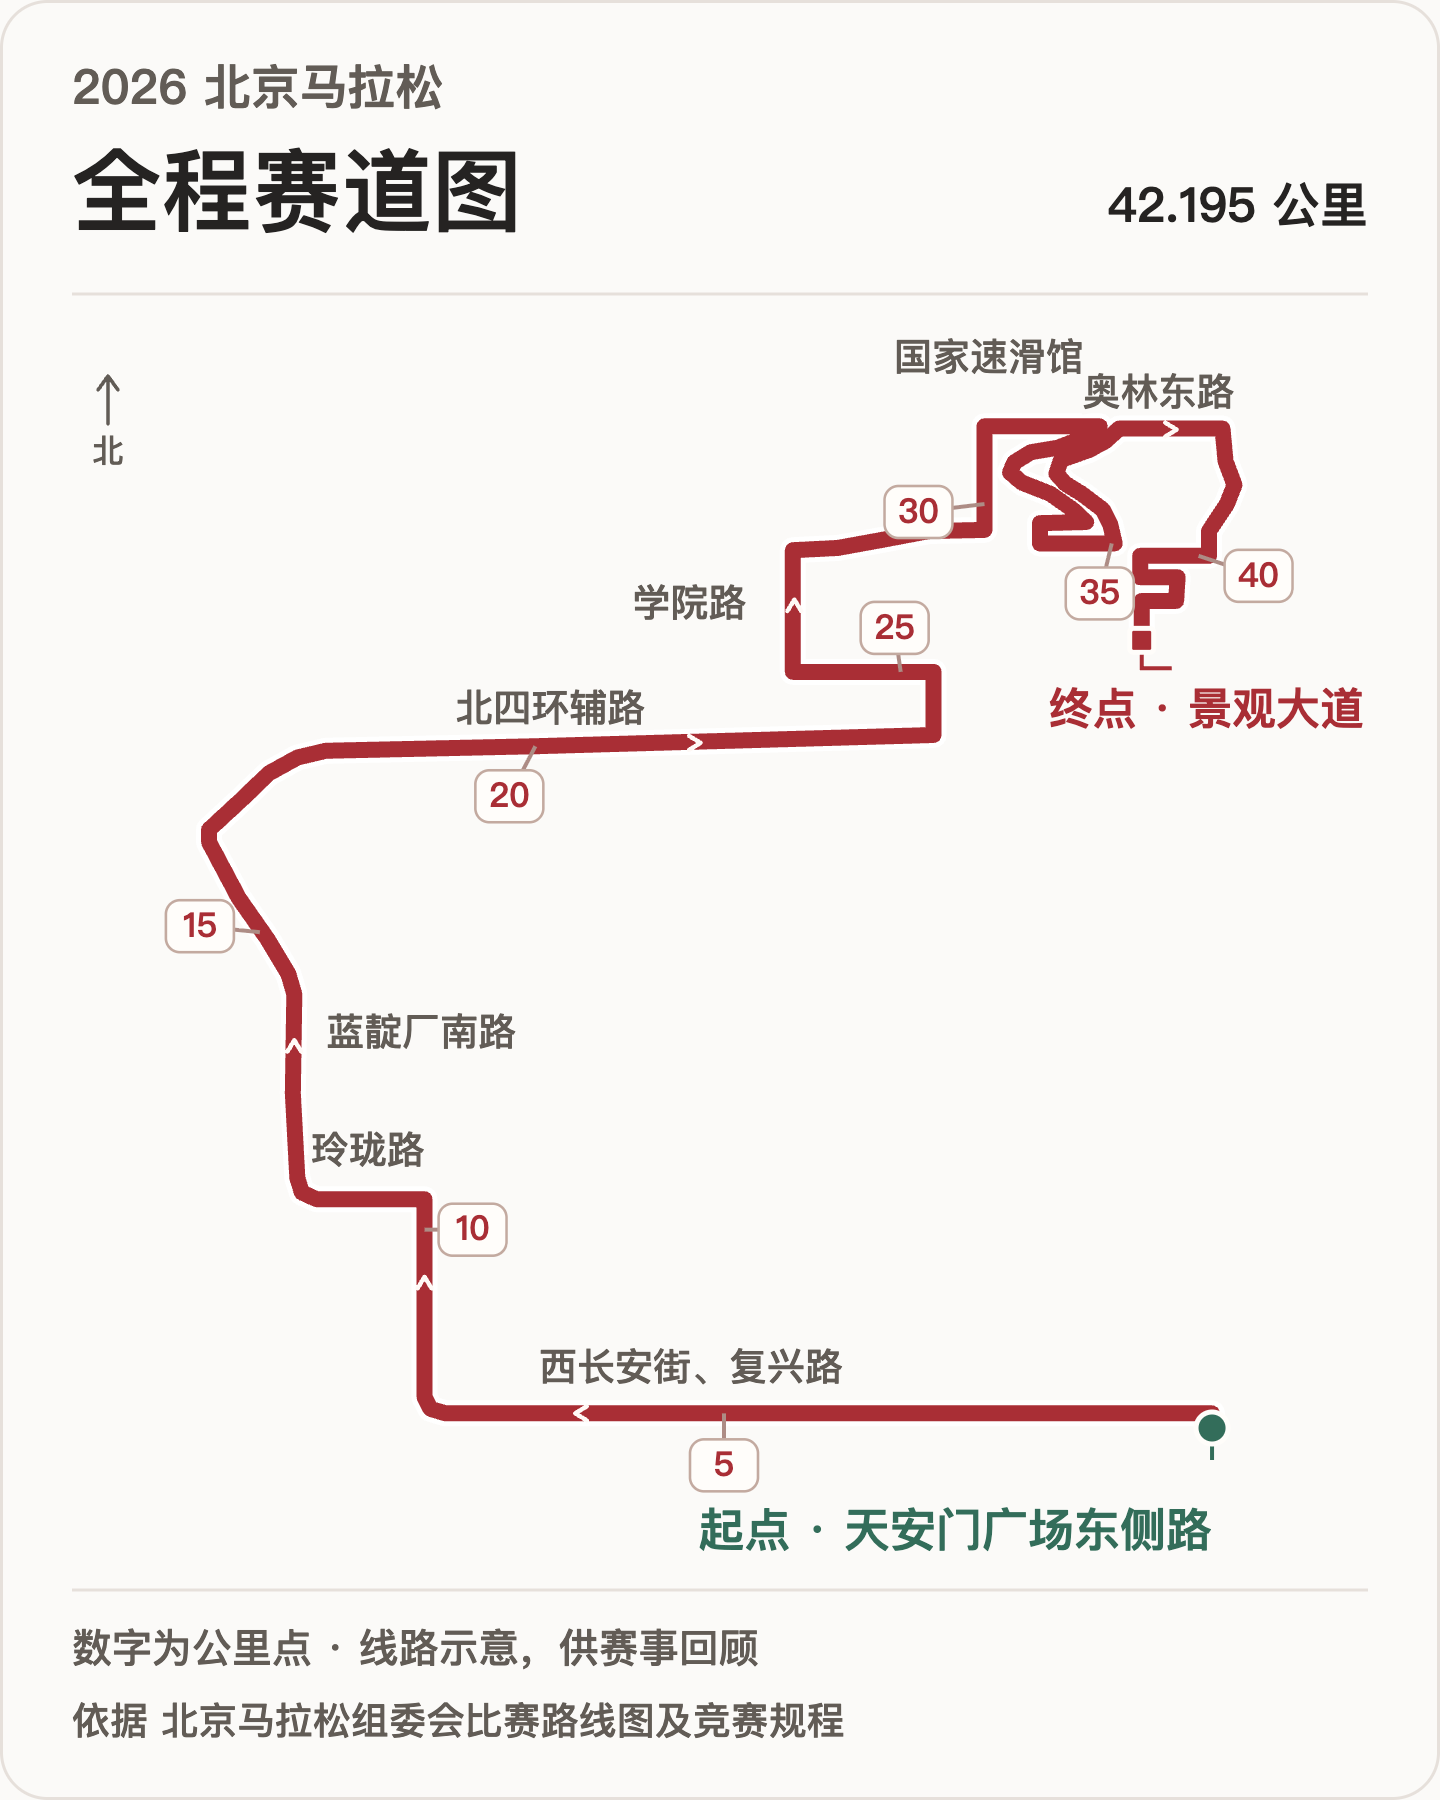 2026 北京马拉松
全程赛道图
42.195 公里
国家速滑馆
奥林东路
北
30
40
35
学院路
25
终点 · 景观大道
北四环辅路
20
15
蓝靛厂南路
玲珑路
10
西长安街、复兴路
5
起点 · 天安门广场东侧路
数字为公里点 · 线路示意，供赛事回顾
依据 北京马拉松组委会比赛路线图及竞赛规程